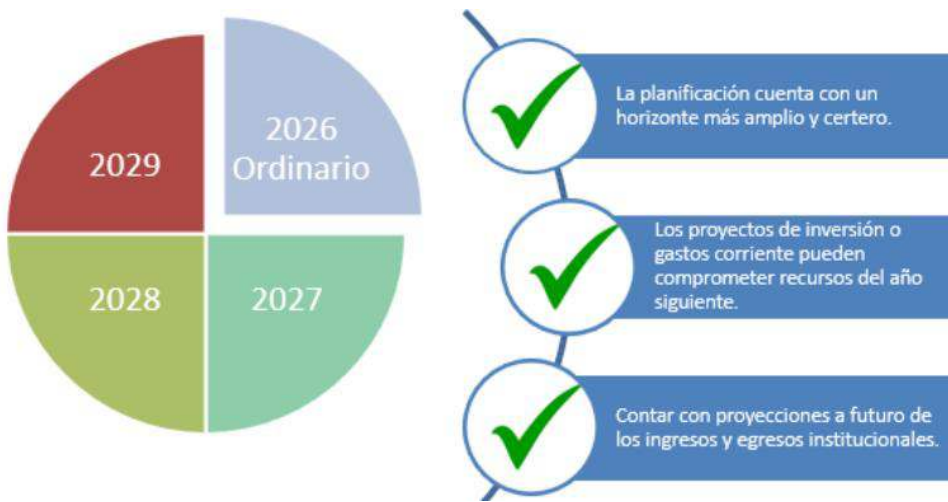 2026
Ordinario
2029
2028
2027
La planificación cuenta con un
horizonte más amplio y certero.
Los proyectos de inversión o
gastos corriente pueden
comprometer recursos del año
siguiente.
Contar con proyecciones a futuro de
los ingresos y egresos institucionales.